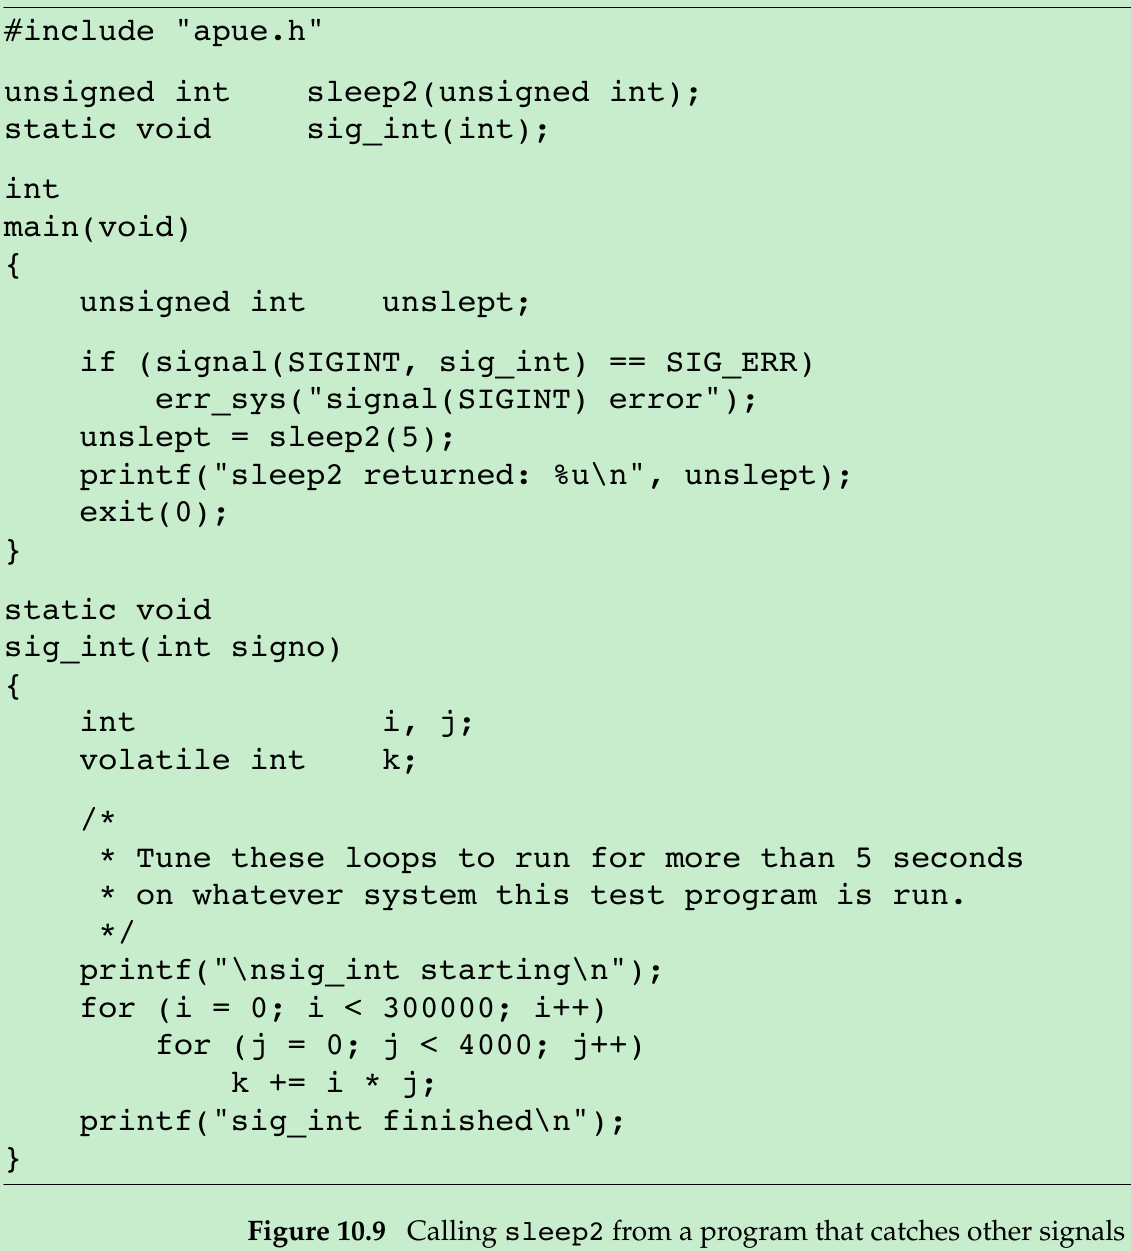 #include "apue.h"
unsigned int    sleep2(unsigned int);
static void     sig_int(int);
int
main(void)
{
    unsigned int    unslept;
    if (signal(SIGINT, sig_int) == SIG_ERR)
        err_sys("signal(SIGINT) error");
    unslept = sleep2(5);
    printf("sleep2 returned: %u\n", unslept);
    exit(0);
}
static void
sig_int(int signo)
{
    int             i, j;
    volatile int    k;
    /*
     * Tune these loops to run for more than 5 seconds
     * on whatever system this test program is run.
     */
    printf("\nsig_int starting\n");
    for (i = 0; i < 300000; i++)
        for (j = 0; j < 4000; j++)
            k += i * j;
    printf("sig_int finished\n");
}
Figure 10.9 Calling sleep2 from a program that catches other signals